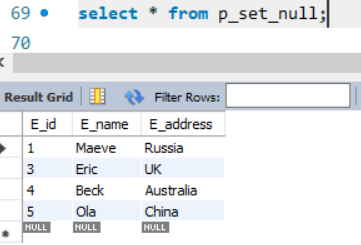 69 select * from p_set_null;
70
Result Grid Filter Rows:
E_id E_name E_address
1 Maeve Russia
3 Eric UK
4 Beck Australia
5 Ola China
NULL NULL NULL